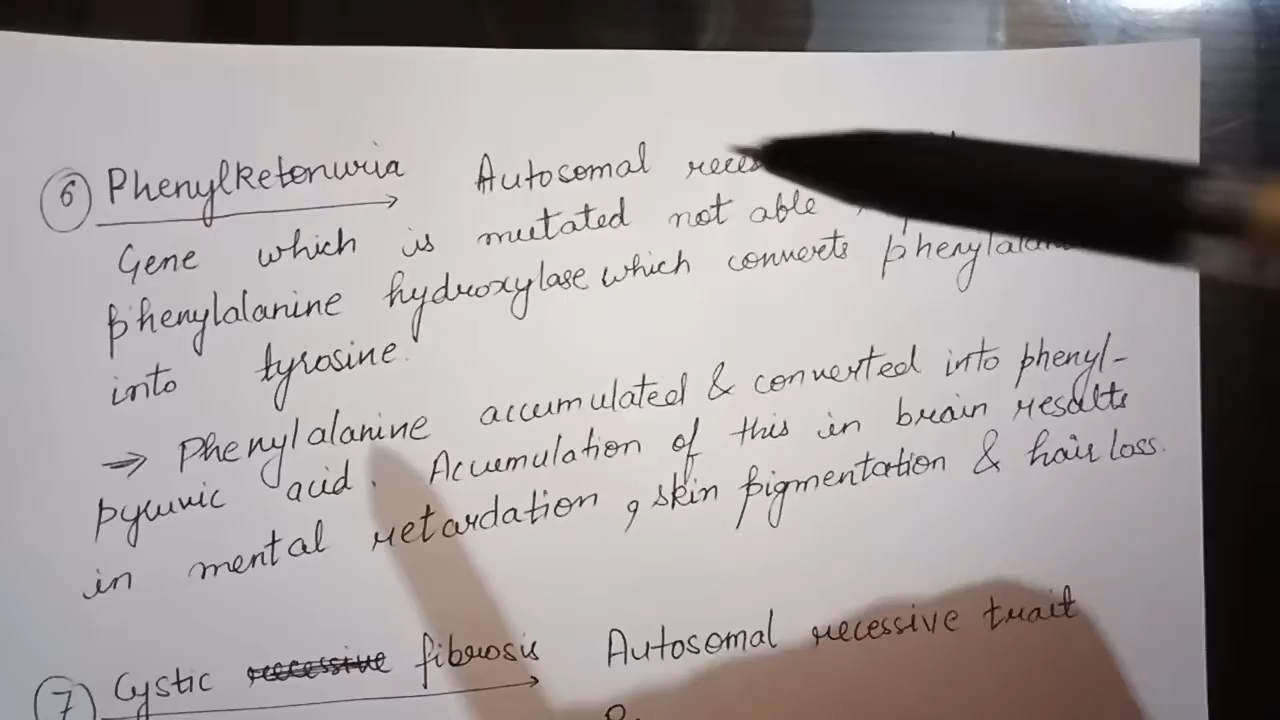 6 Phenylketonuria Autosomal
Gene which is mutated not able
phenylalanine hydroxylase which converts
into tyrosine.
⇒ Phenylalanine accumulated & converted into phenyl-
pyruvic acid. Accumulation of this in brain results
in mental retardation, skin pigmentation & hair loss.
7 Cystic fibrosis Autosomal recessive trait